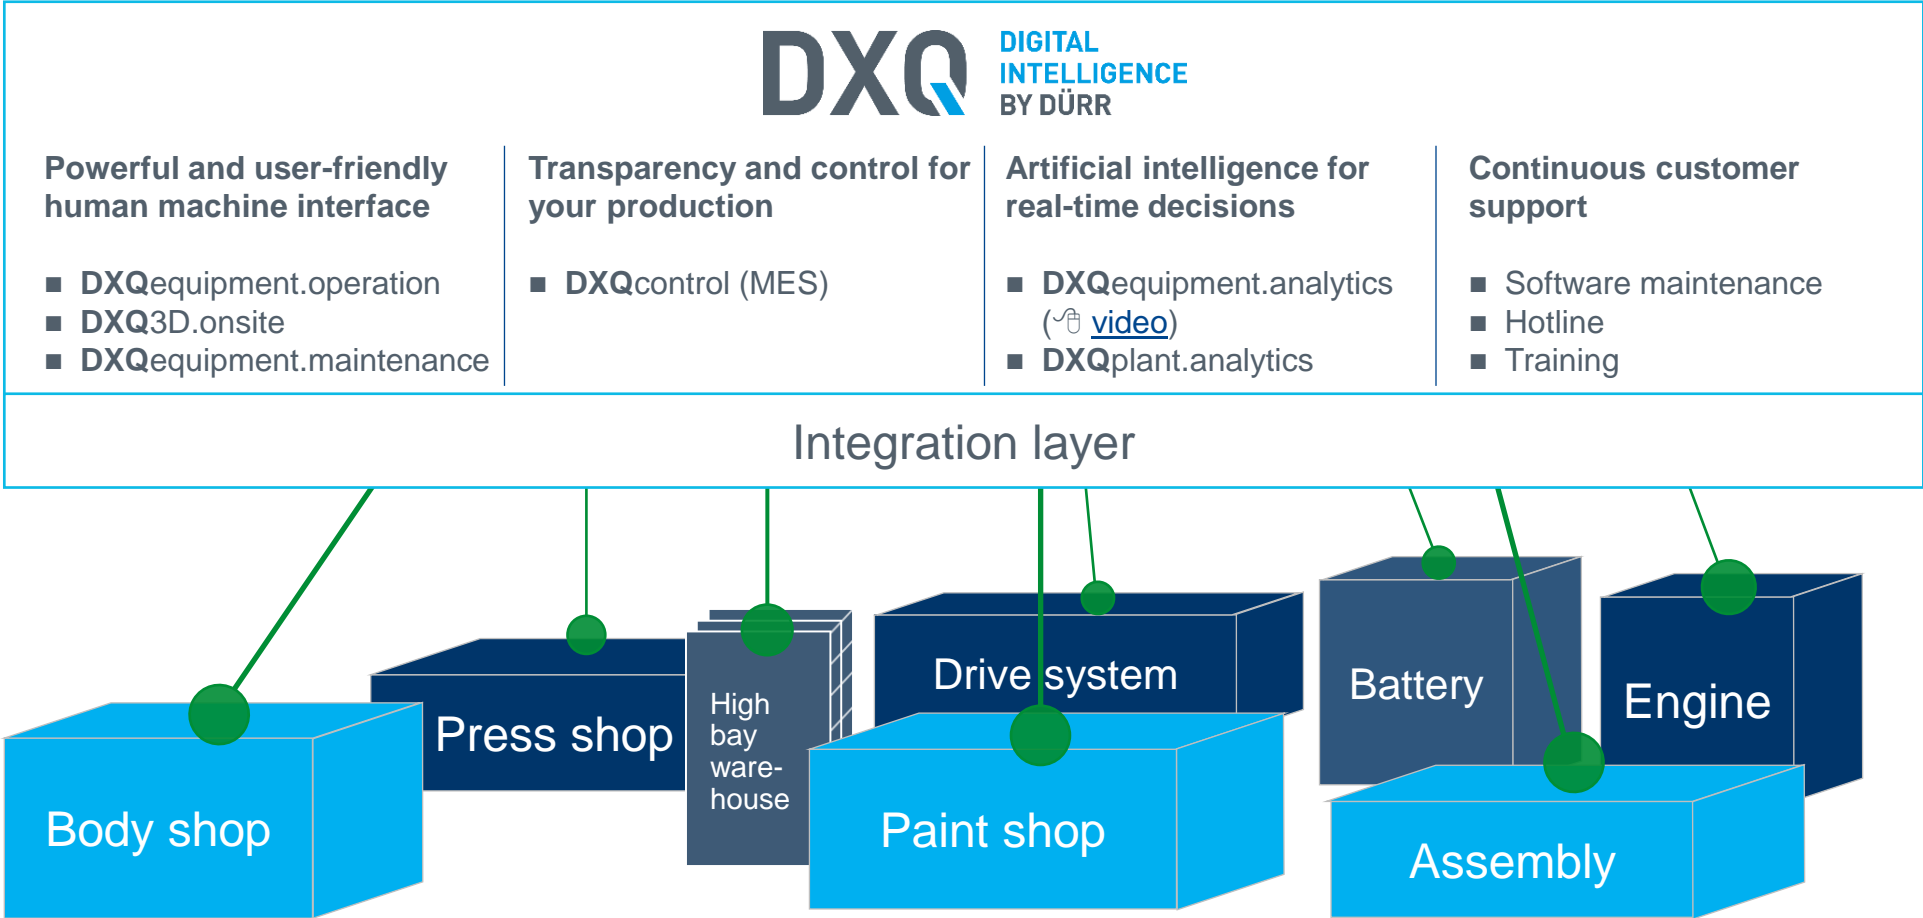 DXQ
DIGITAL
INTELLIGENCE
BY DÜRR
Powerful and user-friendly
human machine interface
■ DXQequipment.operation
■ DXQ3D.onsite
■ DXQequipment.maintenance
Transparency and control for
your production
■ DXQcontrol (MES)
Artificial intelligence for
real-time decisions
■ DXQequipment.analytics
(🖰 video)
■ DXQplant.analytics
Continuous customer
support
■ Software maintenance
■ Hotline
■ Training
Integration layer
Body shop
Press shop
High
bay
ware-
house
Drive system
Paint shop
Battery
Engine
Assembly